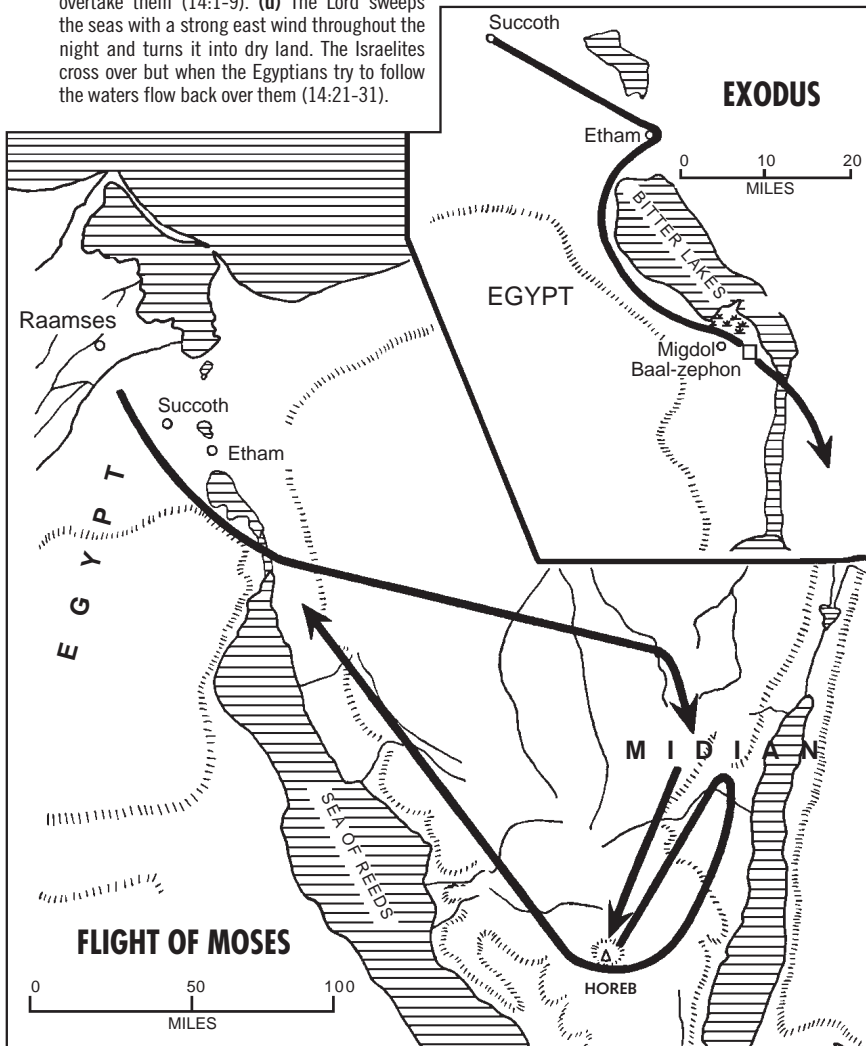 overtake them (14:1-9). (d) The Lord sweeps
the seas with a strong east wind throughout the
night and turns it into dry land. The Israelites
cross over but when the Egyptians try to follow
the waters flow back over them (14:21-31).
Succoth
EXODUS
Etham
0 10 20
MILES
BITTER LAKES
EGYPT
Migdol
Baal-zephon
Raamses
Succoth
Etham
EGYPT
MIDIAN
SEA OF REEDS
FLIGHT OF MOSES
HOREB
0 50 100
MILES